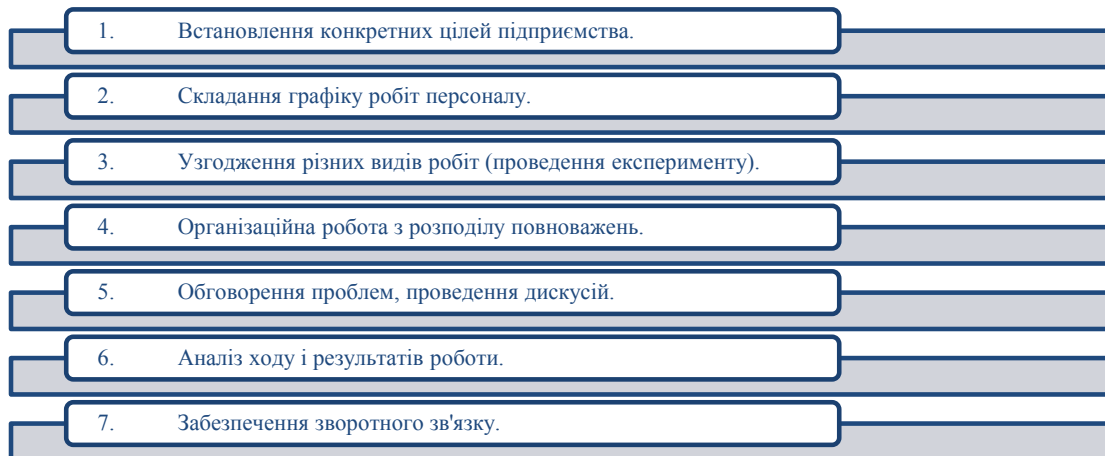 1. Встановлення конкретних цілей підприємства.
2. Складання графіку робіт персоналу.
3. Узгодження різних видів робіт (проведення експерименту).
4. Організаційна робота з розподілу повноважень.
5. Обговорення проблем, проведення дискусій.
6. Аналіз ходу і результатів роботи.
7. Забезпечення зворотного зв'язку.